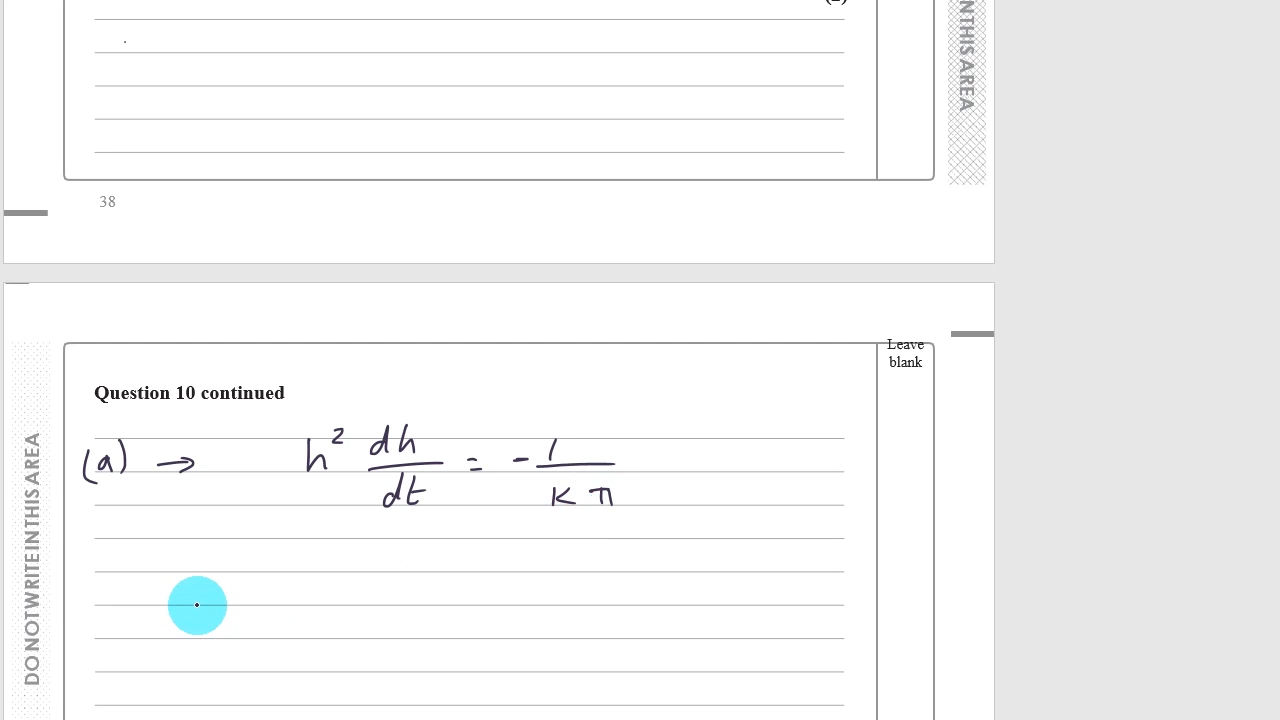 N THIS AREA
38
Leave
blank
Question 10 continued
(a) → h² dh/dt = - 1/kπ
DO NOT WRITE IN THIS AREA